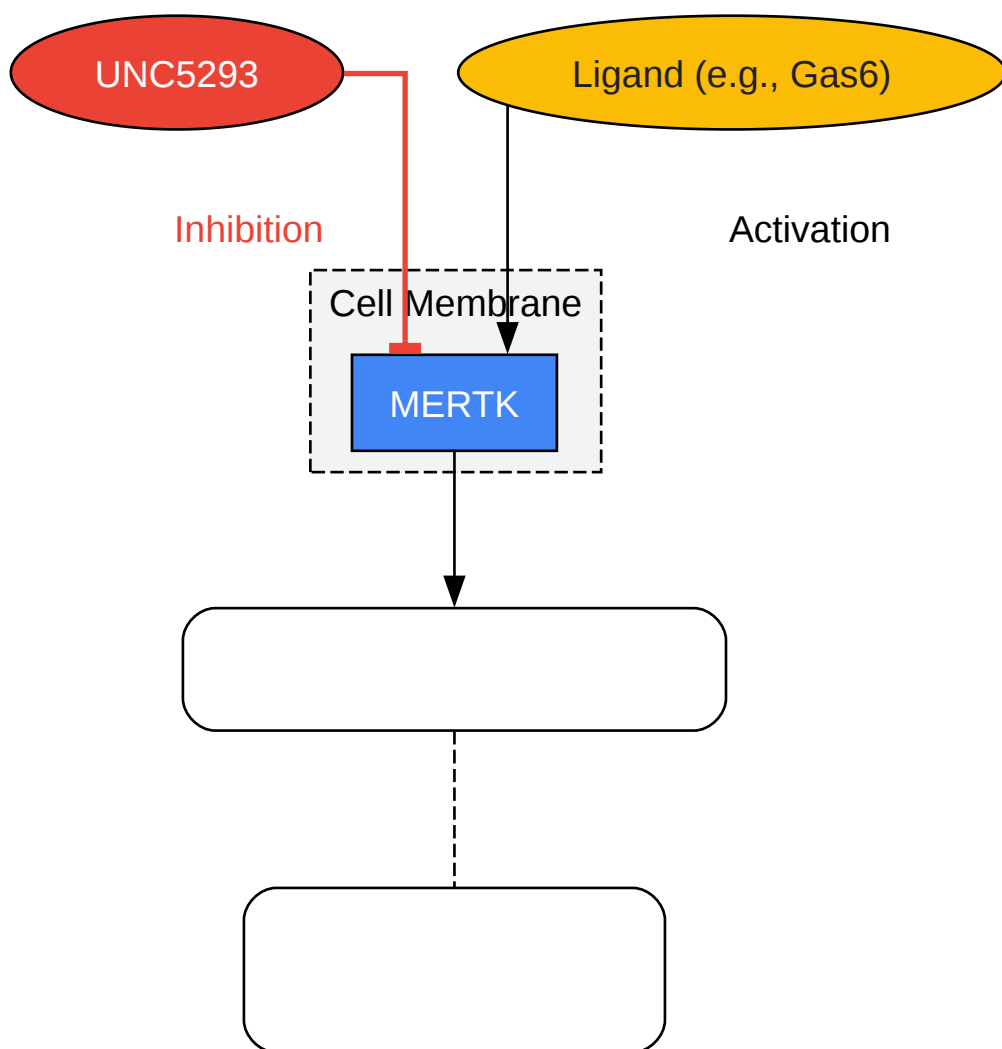 UNC5293
Ligand (e.g., Gas6)
Inhibition
Activation
Cell Membrane
MERTK